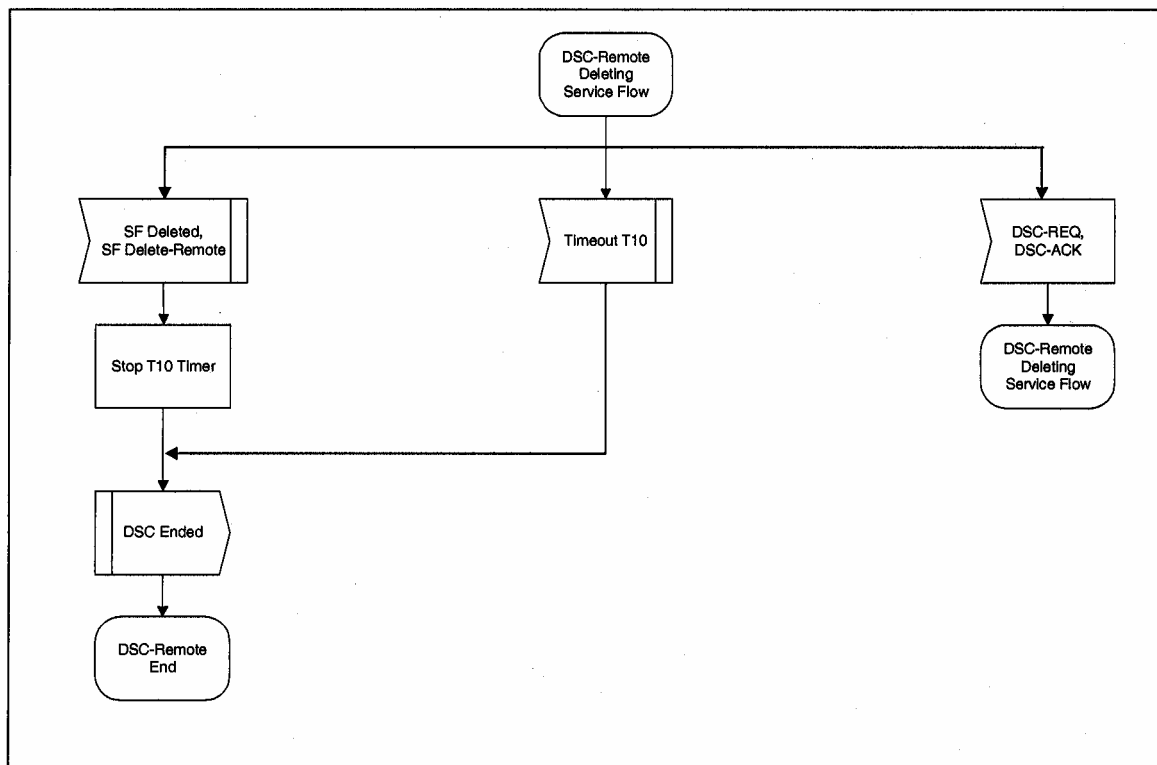 DSC-Remote
Deleting
Service Flow
SF Deleted,
SF Delete-Remote
Timeout T10
DSC-REQ,
DSC-ACK
Stop T10 Timer
DSC-Remote
Deleting
Service Flow
DSC Ended
DSC-Remote
End